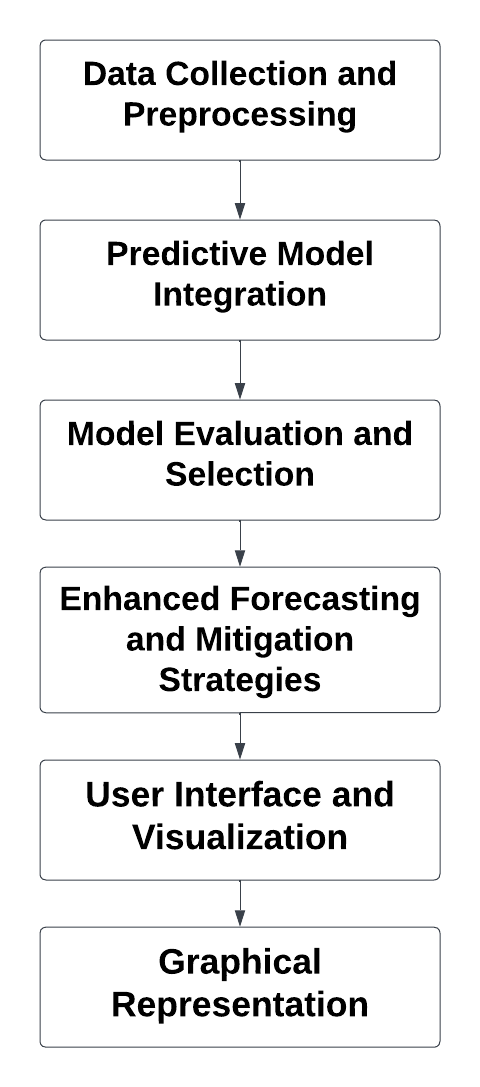 Data Collection and
Preprocessing
Predictive Model
Integration
Model Evaluation and
Selection
Enhanced Forecasting
and Mitigation
Strategies
User Interface and
Visualization
Graphical
Representation